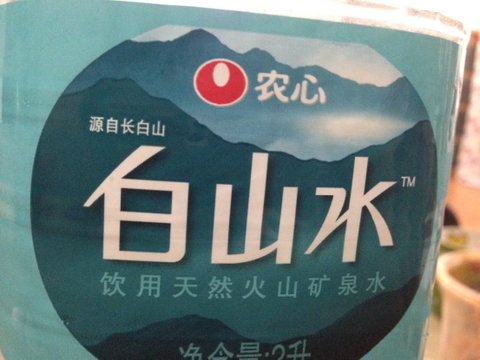 农心
源自长白山
白山水™
饮用天然火山矿泉水
净含量:2升